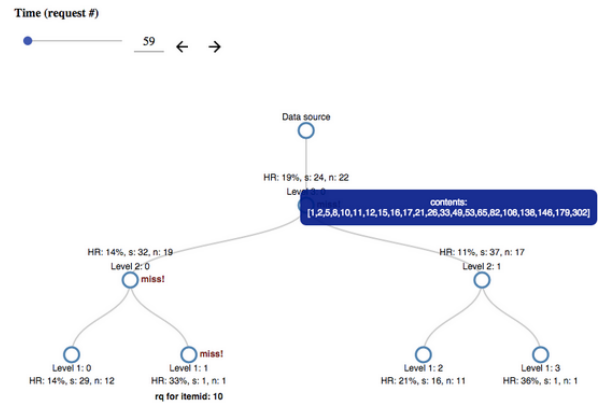 Time (request #)
59
Data source
HR: 19%, s: 24, n: 22
contents:
[1,2,5,8,10,11,12,15,16,17,21,26,33,49,53,65,82,108,138,146,179,302]
HR: 14%, s: 32, n: 19
Level 2: 0
miss!
HR: 11%, s: 37, n: 17
Level 2: 1
miss!
Level 1: 0
HR: 14%, s: 29, n: 12
Level 1: 1
HR: 33%, s: 1, n: 1
rq for itemid: 10
Level 1: 2
HR: 21%, s: 16, n: 11
Level 1: 3
HR: 36%, s: 1, n: 1